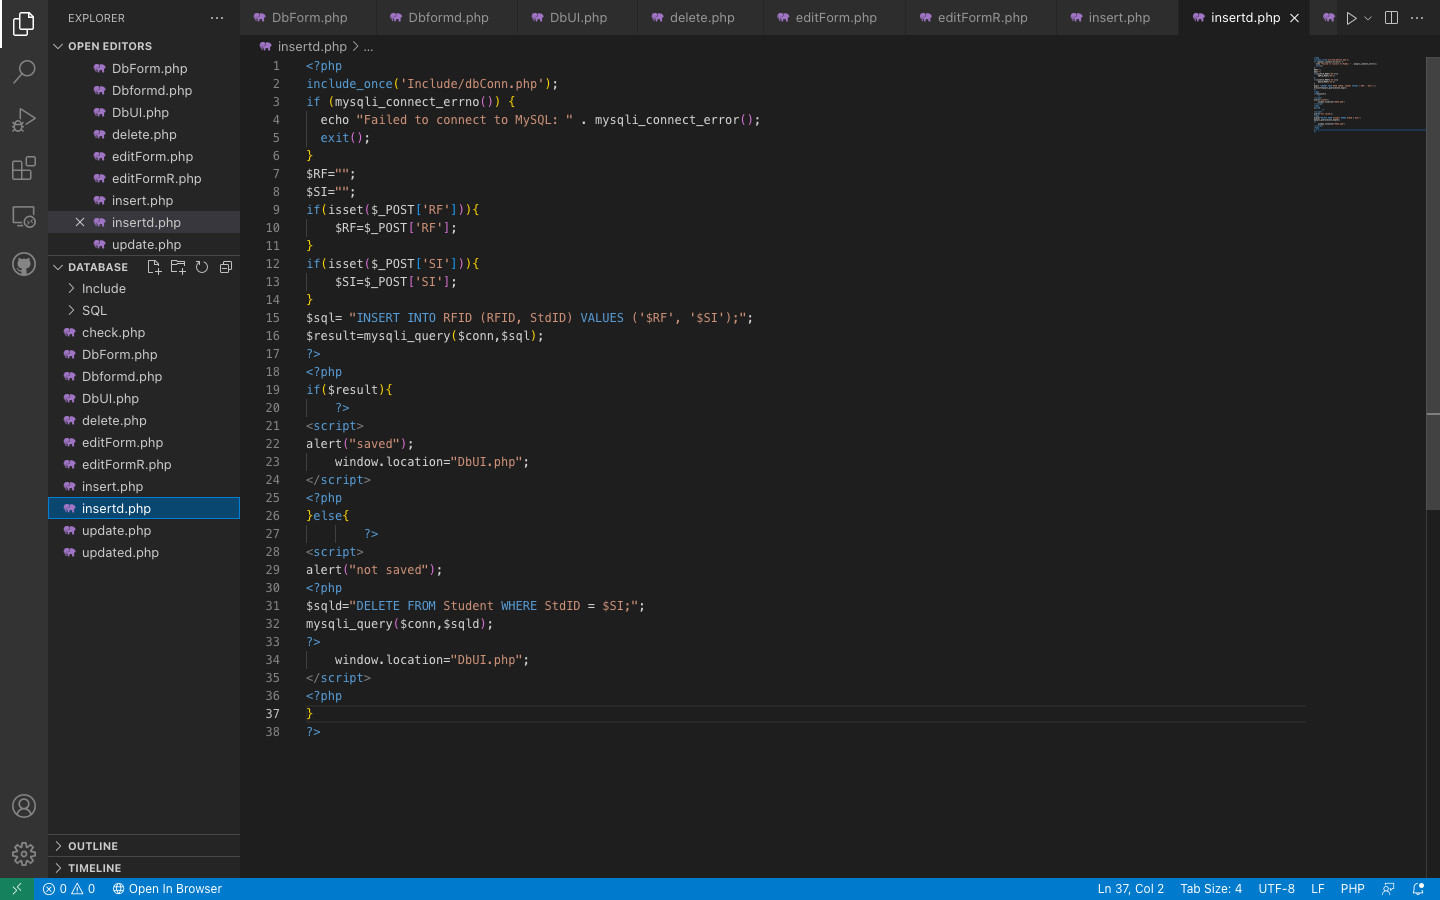 EXPLORER
OPEN EDITORS
DbForm.php
Dbformd.php
DbUI.php
delete.php
editForm.php
editFormR.php
insert.php
insertd.php
update.php
DATABASE
Include
SQL
check.php
DbForm.php
Dbformd.php
DbUI.php
delete.php
editForm.php
editFormR.php
insert.php
insertd.php
update.php
updated.php
OUTLINE
TIMELINE
DbForm.php Dbformd.php DbUI.php delete.php editForm.php editFormR.php insert.php insertd.php
insertd.php > ...
1 <?php
2 include_once('Include/dbConn.php');
3 if (mysqli_connect_errno()) {
4 echo "Failed to connect to MySQL: " . mysqli_connect_error();
5 exit();
6 }
7 $RF="";
8 $SI="";
9 if(isset($_POST['RF'])){
10 $RF=$_POST['RF'];
11 }
12 if(isset($_POST['SI'])){
13 $SI=$_POST['SI'];
14 }
15 $sql= "INSERT INTO RFID (RFID, StdID) VALUES ('$RF', '$SI');";
16 $result=mysqli_query($conn,$sql);
17 ?>
18 <?php
19 if($result){
20 ?>
21 <script>
22 alert("saved");
23 window.location="DbUI.php";
24 </script>
25 <?php
26 }else{
27 ?>
28 <script>
29 alert("not saved");
30 <?php
31 $sqld="DELETE FROM Student WHERE StdID = $SI;";
32 mysqli_query($conn,$sqld);
33 ?>
34 window.location="DbUI.php";
35 </script>
36 <?php
37 }
38 ?>
0 0 Open In Browser Ln 37, Col 2 Tab Size: 4 UTF-8 LF PHP